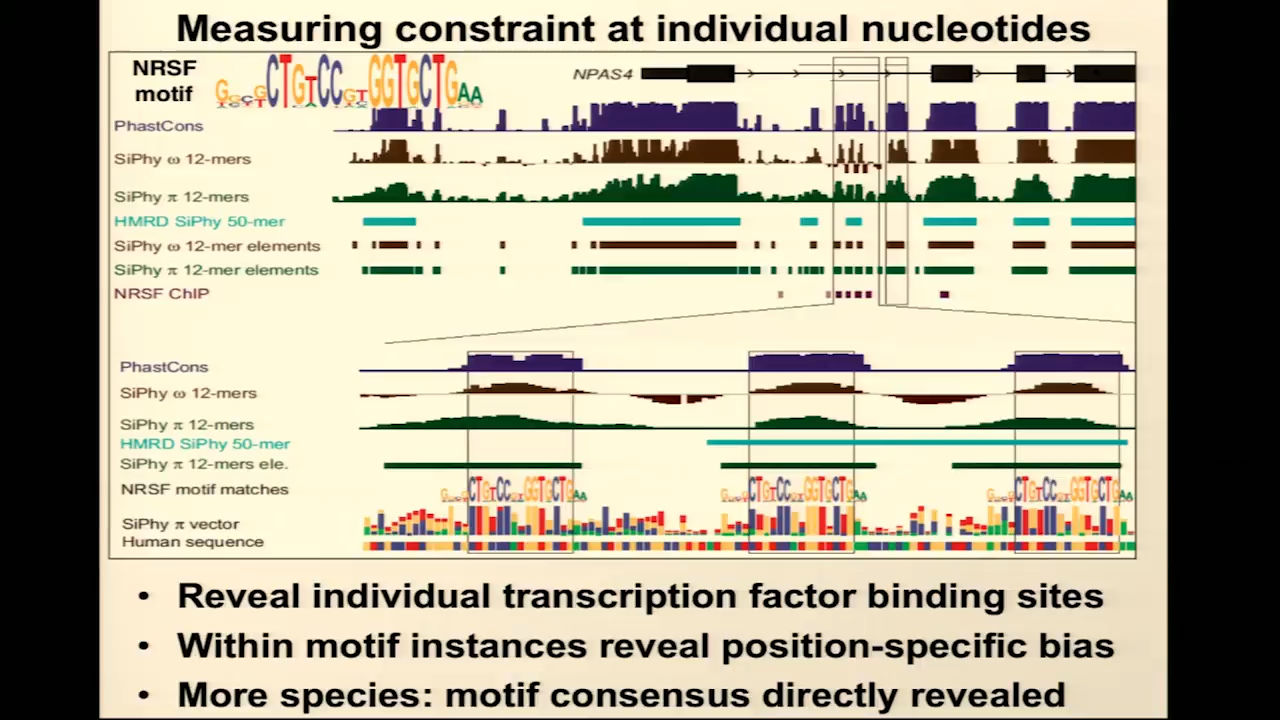 Measuring constraint at individual nucleotides
NRSF
motif
GCTGTCCGTGGTGCTGAA
NPAS4
PhastCons
SiPhy ω 12-mers
SiPhy π 12-mers
HMRD SiPhy 50-mer
SiPhy ω 12-mer elements
SiPhy π 12-mer elements
NRSF ChIP
PhastCons
SiPhy ω 12-mers
SiPhy π 12-mers
HMRD SiPhy 50-mer
SiPhy π 12-mers ele.
NRSF motif matches
SiPhy π vector
Human sequence
• Reveal individual transcription factor binding sites
• Within motif instances reveal position-specific bias
• More species: motif consensus directly revealed